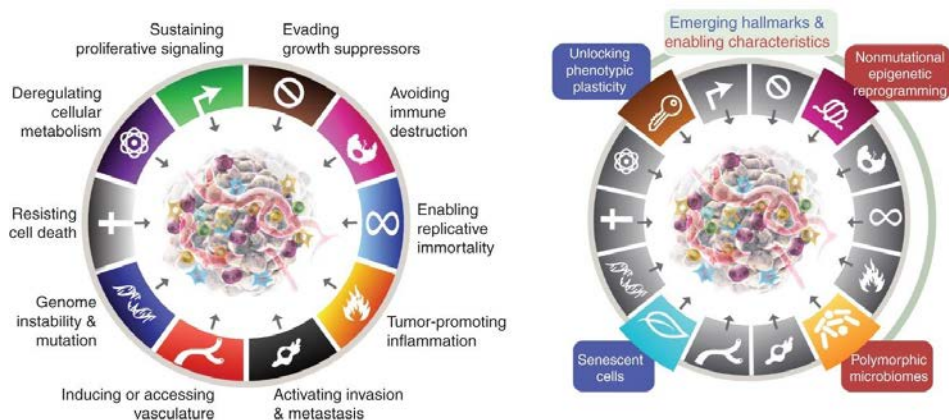 Sustaining
proliferative signaling
Evading
growth suppressors
Deregulating
cellular
metabolism
Avoiding
immune
destruction
Resisting
cell death
Enabling
replicative
immortality
Genome
instability &
mutation
Tumor-promoting
inflammation
Inducing or accessing
vasculature
Activating invasion
& metastasis
Emerging hallmarks &
enabling characteristics
Unlocking
phenotypic
plasticity
Nonmutational
epigenetic
reprogramming
Senescent
cells
Polymorphic
microbiomes